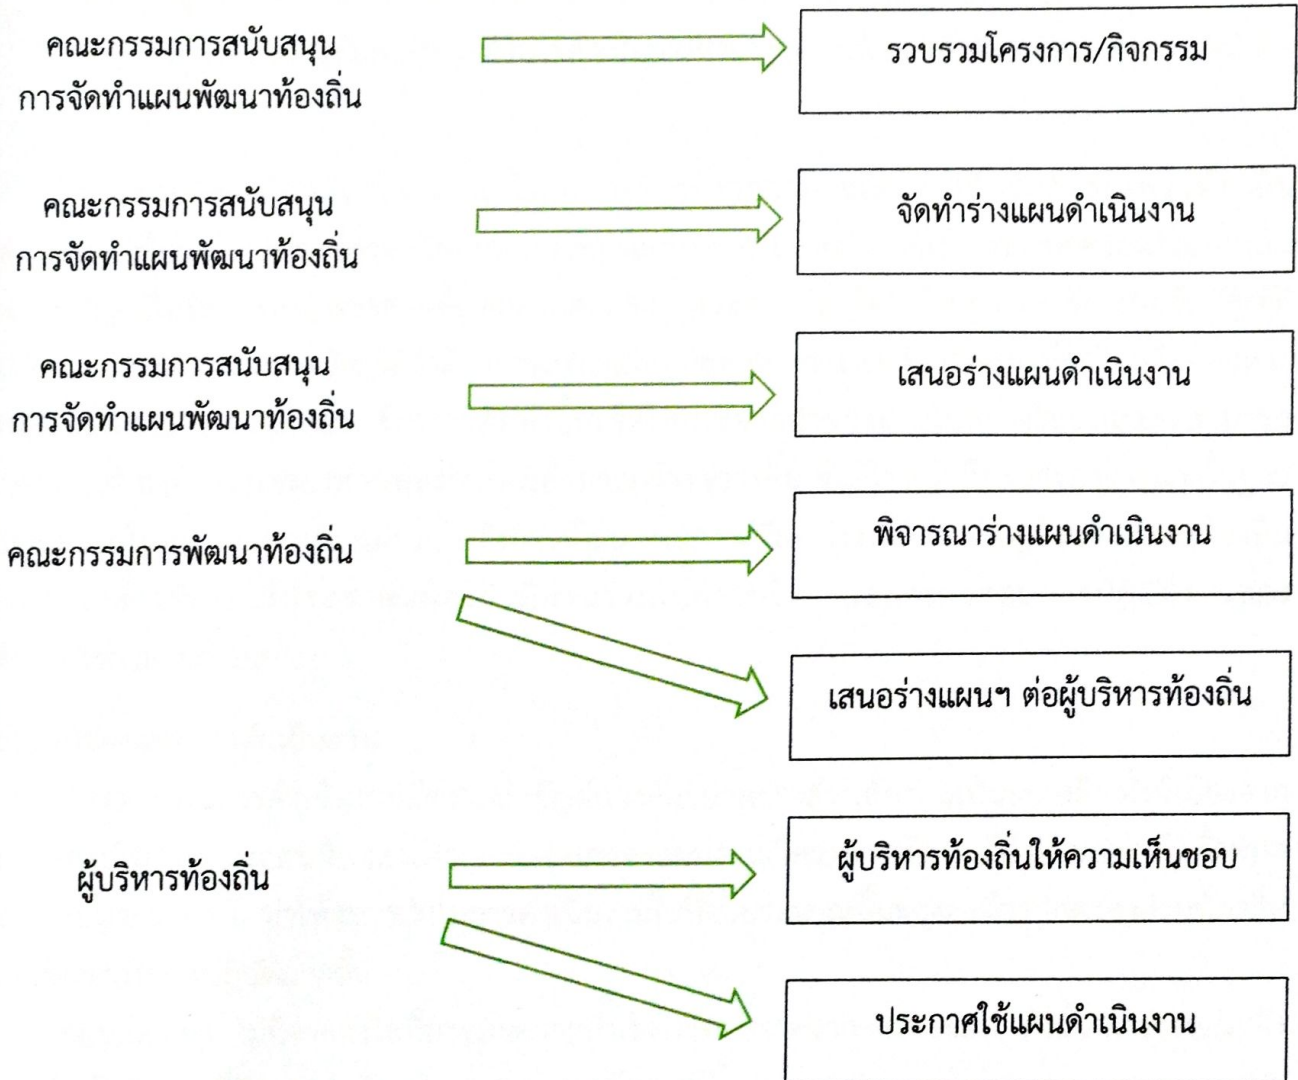 คณะกรรมการสนับสนุน
การจัดทำแผนพัฒนาท้องถิ่น
รวบรวมโครงการ/กิจกรรม
คณะกรรมการสนับสนุน
การจัดทำแผนพัฒนาท้องถิ่น
จัดทำร่างแผนดำเนินงาน
คณะกรรมการสนับสนุน
การจัดทำแผนพัฒนาท้องถิ่น
เสนอร่างแผนดำเนินงาน
คณะกรรมการพัฒนาท้องถิ่น
พิจารณาร่างแผนดำเนินงาน
เสนอร่างแผนฯ ต่อผู้บริหารท้องถิ่น
ผู้บริหารท้องถิ่น
ผู้บริหารท้องถิ่นให้ความเห็นชอบ
ประกาศใช้แผนดำเนินงาน